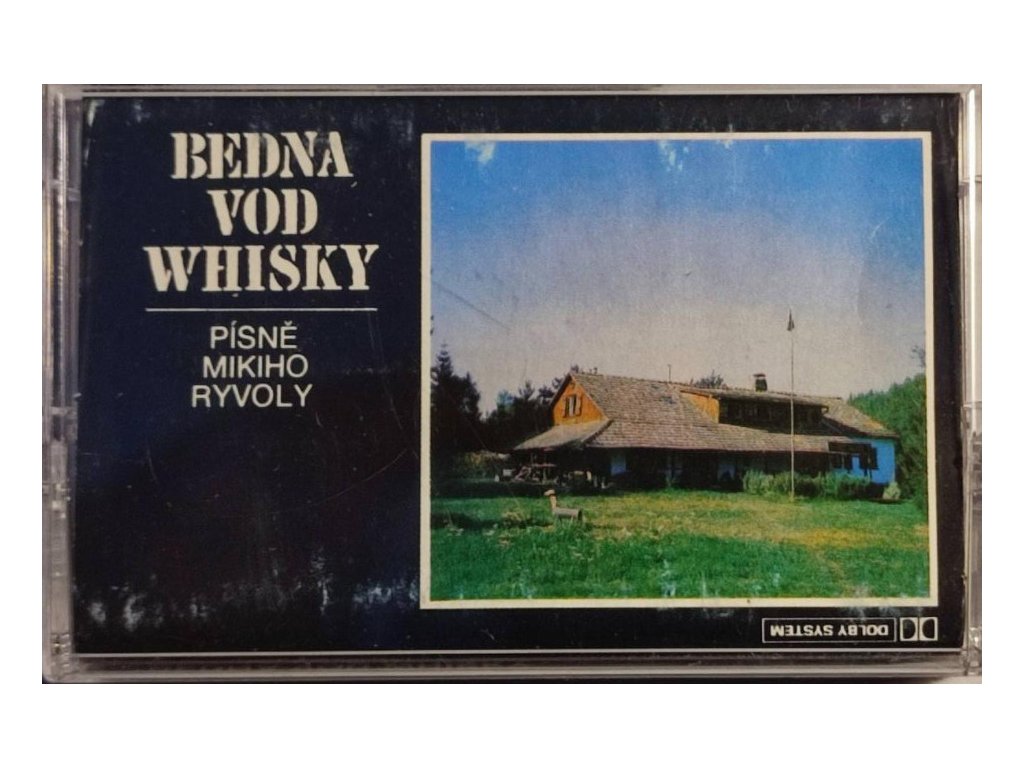 BEDNA
VOD
WHISKY
PÍSNĚ
MIKIHO
RYVOLY
DOLBY SYSTEM